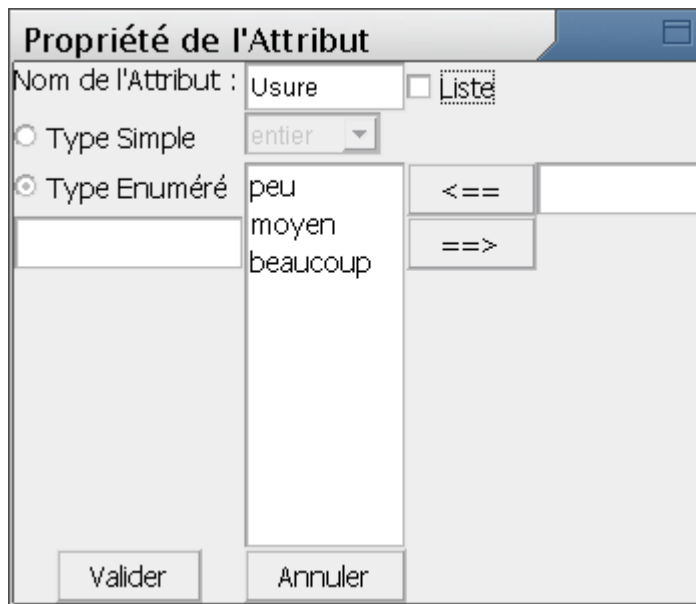 Propriété de l'Attribut
Nom de l'Attribut : Usure Liste
Type Simple entier
Type Enuméré peu <==
moyen
==>
beaucoup
Valider Annuler